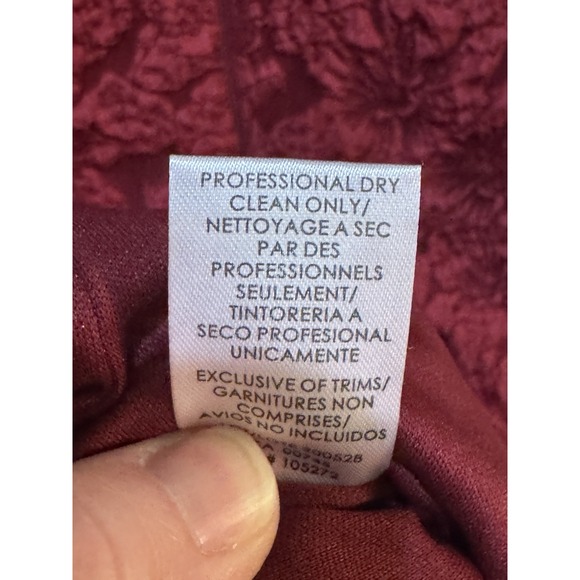 PROFESSIONAL DRY
CLEAN ONLY/
NETTOYAGE A SEC
PAR DES
PROFESSIONNELS
SEULEMENT/
TINTORERIA A
SECO PROFESIONAL
UNICAMENTE
EXCLUSIVE OF TRIMS/
GARNITURES NON
COMPRISES/
AVIOS NO INCLUIDOS
105272